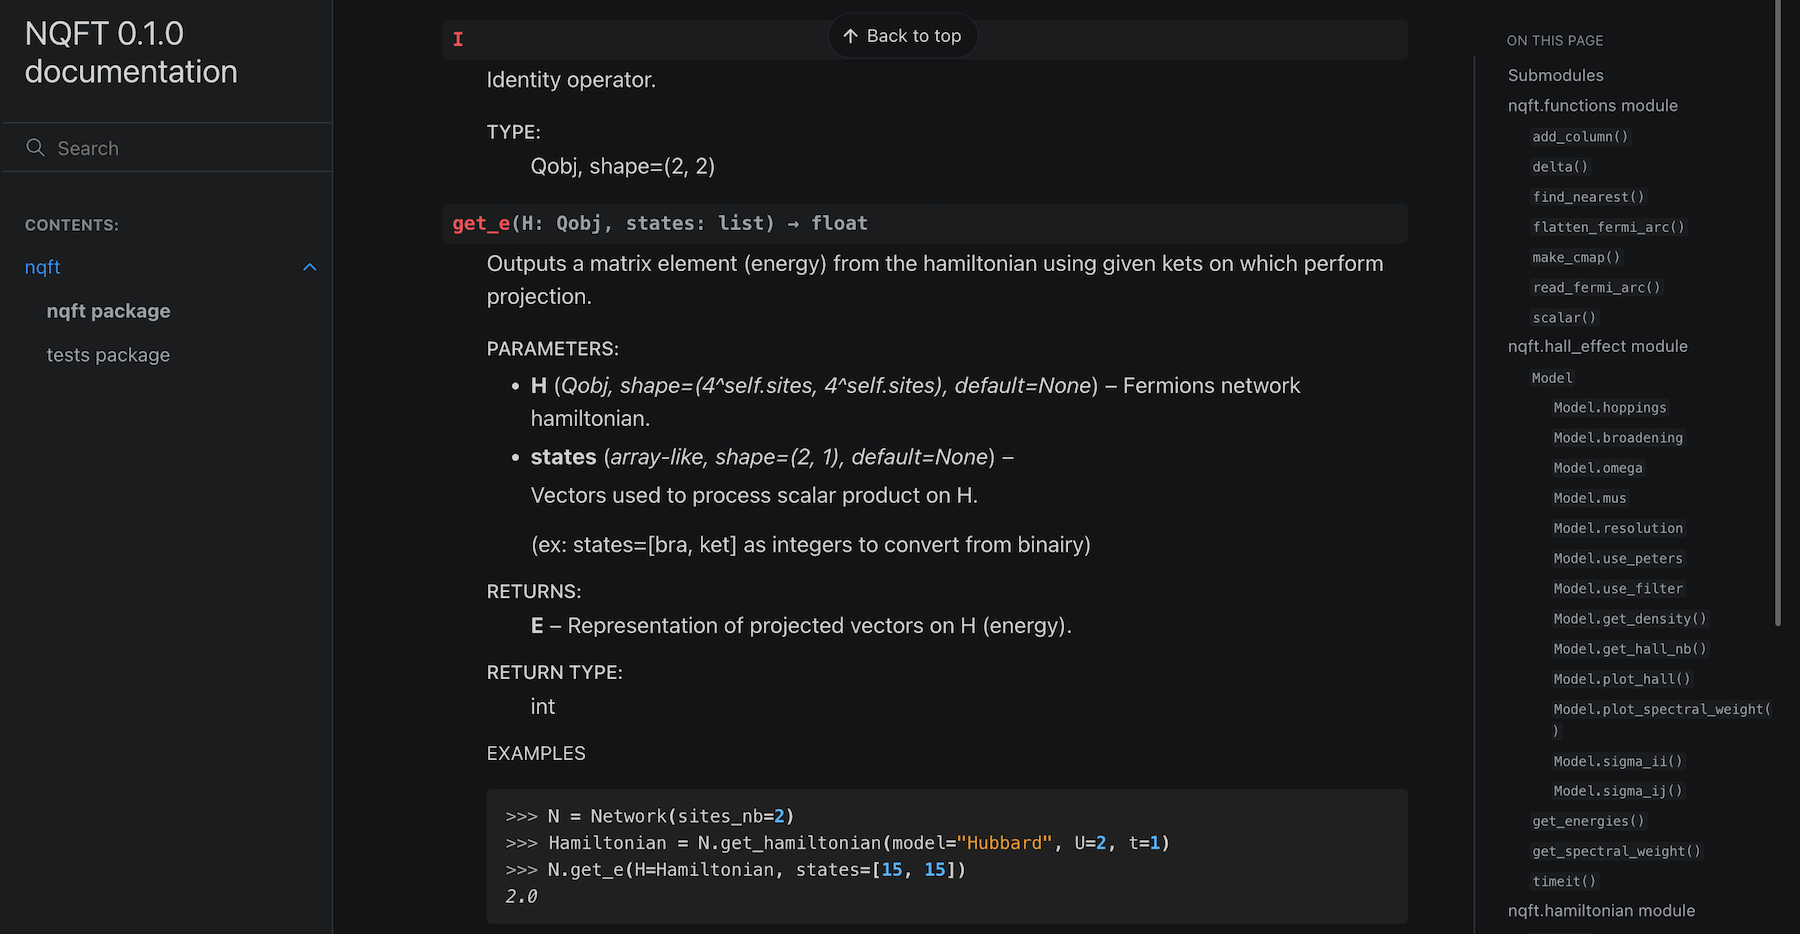 NQFT 0.1.0
documentation
Search
CONTENTS:
nqft
nqft package
tests package
I
↑ Back to top
Identity operator.
TYPE:
Qobj, shape=(2, 2)
get_e(H: Qobj, states: list) → float
Outputs a matrix element (energy) from the hamiltonian using given kets on which perform
projection.
PARAMETERS:
• H (Qobj, shape=(4^self.sites, 4^self.sites), default=None) – Fermions network
hamiltonian.
• states (array-like, shape=(2, 1), default=None) –
Vectors used to process scalar product on H.
(ex: states=[bra, ket] as integers to convert from binairy)
RETURNS:
E – Representation of projected vectors on H (energy).
RETURN TYPE:
int
EXAMPLES
>>> N = Network(sites_nb=2)
>>> Hamiltonian = N.get_hamiltonian(model="Hubbard", U=2, t=1)
>>> N.get_e(H=Hamiltonian, states=[15, 15])
2.0
ON THIS PAGE
Submodules
nqft.functions module
add_column()
delta()
find_nearest()
flatten_fermi_arc()
make_cmap()
read_fermi_arc()
scalar()
nqft.hall_effect module
Model
Model.hoppings
Model.broadening
Model.omega
Model.mus
Model.resolution
Model.use_peters
Model.use_filter
Model.get_density()
Model.get_hall_nb()
Model.plot_hall()
Model.plot_spectral_weight(
)
Model.sigma_ii()
Model.sigma_ij()
get_energies()
get_spectral_weight()
timeit()
nqft.hamiltonian module